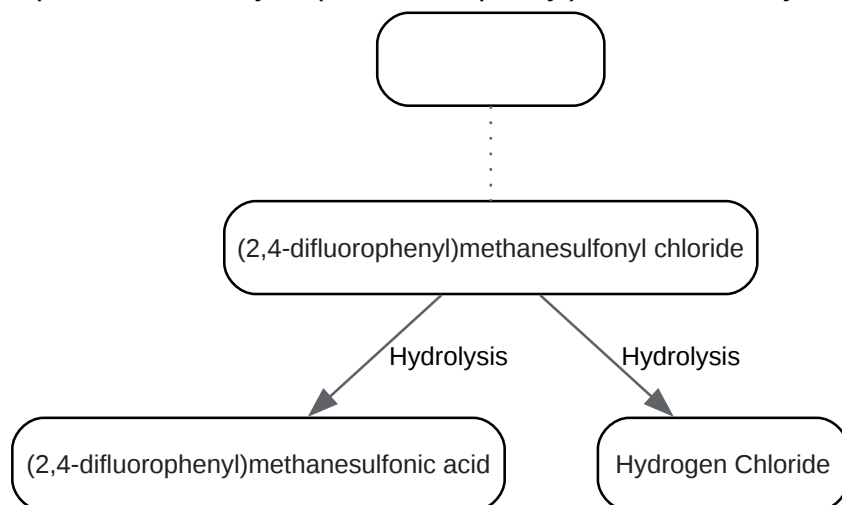 (2,4-difluorophenyl)methanesulfonyl chloride
Hydrolysis
Hydrolysis
(2,4-difluorophenyl)methanesulfonic acid
Hydrogen Chloride